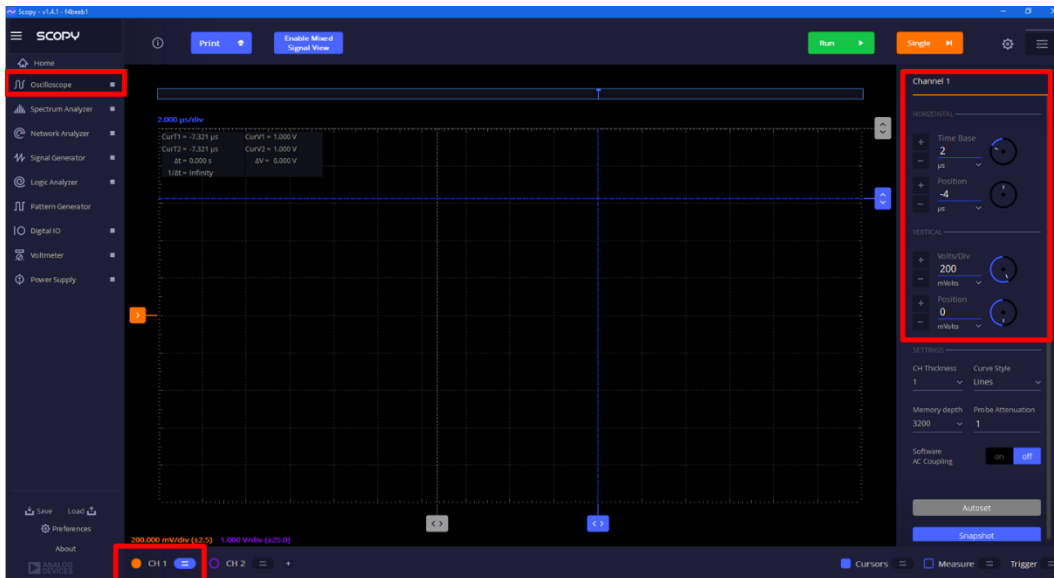 Scopy - v1.4.1 - f4beeb1
SCOPY
Print
Enable Mixed
Signal View
Run
Single
Home
Oscilloscope
Spectrum Analyzer
Network Analyzer
Signal Generator
Logic Analyzer
Pattern Generator
Digital IO
Voltmeter
Power Supply
Save Load
Preferences
About
ANALOG
DEVICES
2.000 µs/div
CurT1 = -7.321 µs CurV1 = 1.000 V
CurT2 = -7.321 µs CurV2 = 1.000 V
Δt = 0.000 s ΔV = 0.000 V
1/Δt = Infinity
200.000 mV/div (±2.5) 1.000 V/div (±25.0)
CH 1 CH 2 +
Channel 1
HORIZONTAL
Time Base
+ 2
- µs
Position
+ -4
- µs
VERTICAL
Volts/Div
+ 200
- mVolts
Position
+ 0
- mVolts
SETTINGS
CH Thickness Curve Style
1 Lines
Memory depth Probe Attenuation
3200 1
Software
AC Coupling on off
Autoset
Snapshot
Cursors Measure Trigger